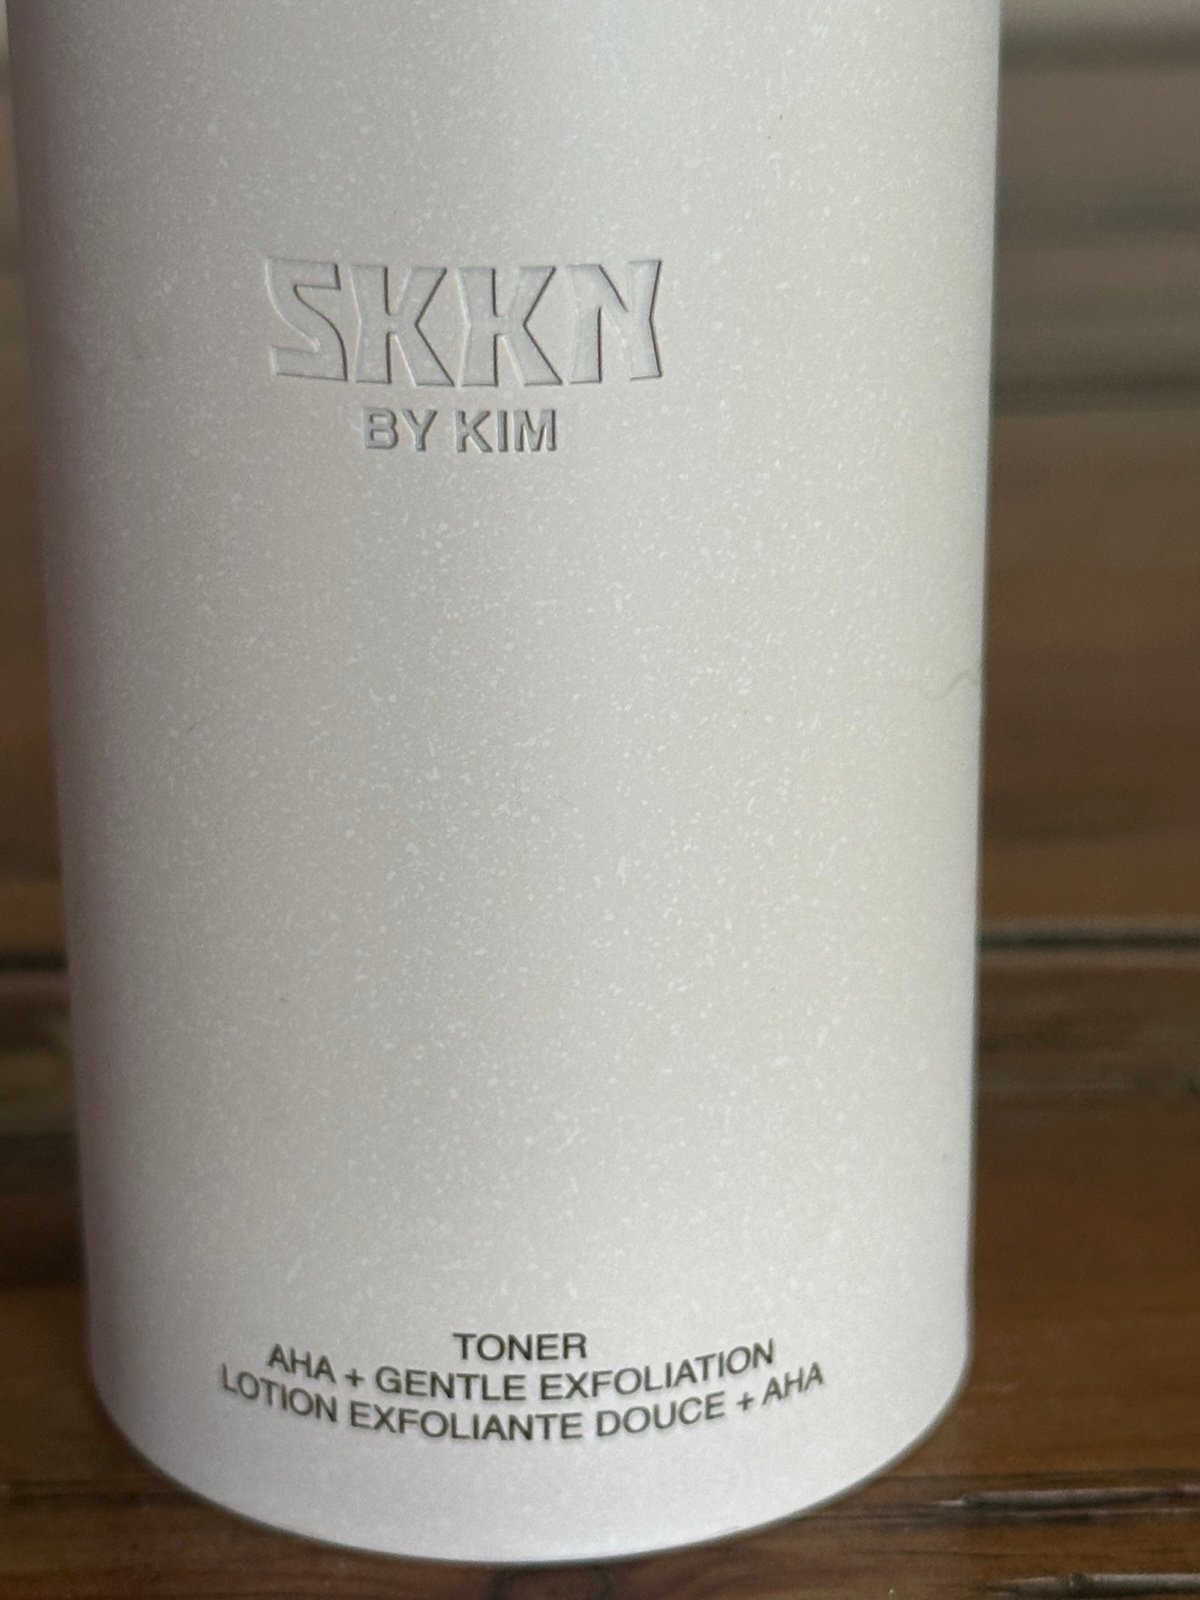 SKKN
BY KIM
TONER
AHA + GENTLE EXFOLIATION
LOTION EXFOLIANTE DOUCE + AHA